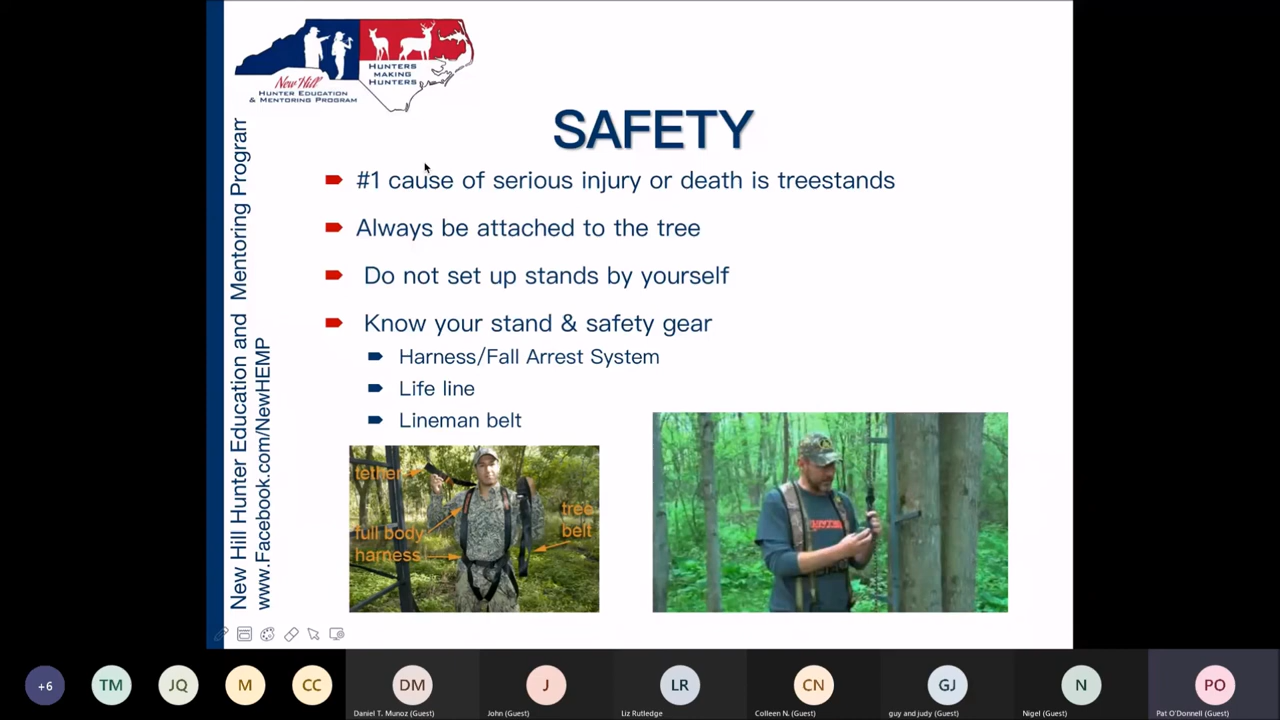 New Hill
HUNTER EDUCATION
& MENTORING PROGRAM
HUNTERS
MAKING
HUNTERS
New Hill Hunter Education and Mentoring Program
www.Facebook.com/NewHEMP
SAFETY
#1 cause of serious injury or death is treestands
Always be attached to the tree
Do not set up stands by yourself
Know your stand & safety gear
Harness/Fall Arrest System
Life line
Lineman belt
tether
full body
harness
tree
belt
+6
TM
JQ
M
CC
DM
J
LR
CN
GJ
N
PO
Daniel T. Munoz (Guest)
John (Guest)
Liz Rutledge
Colleen N. (Guest)
guy and judy (Guest)
Nigel (Guest)
Pat O'Donnell (Guest)